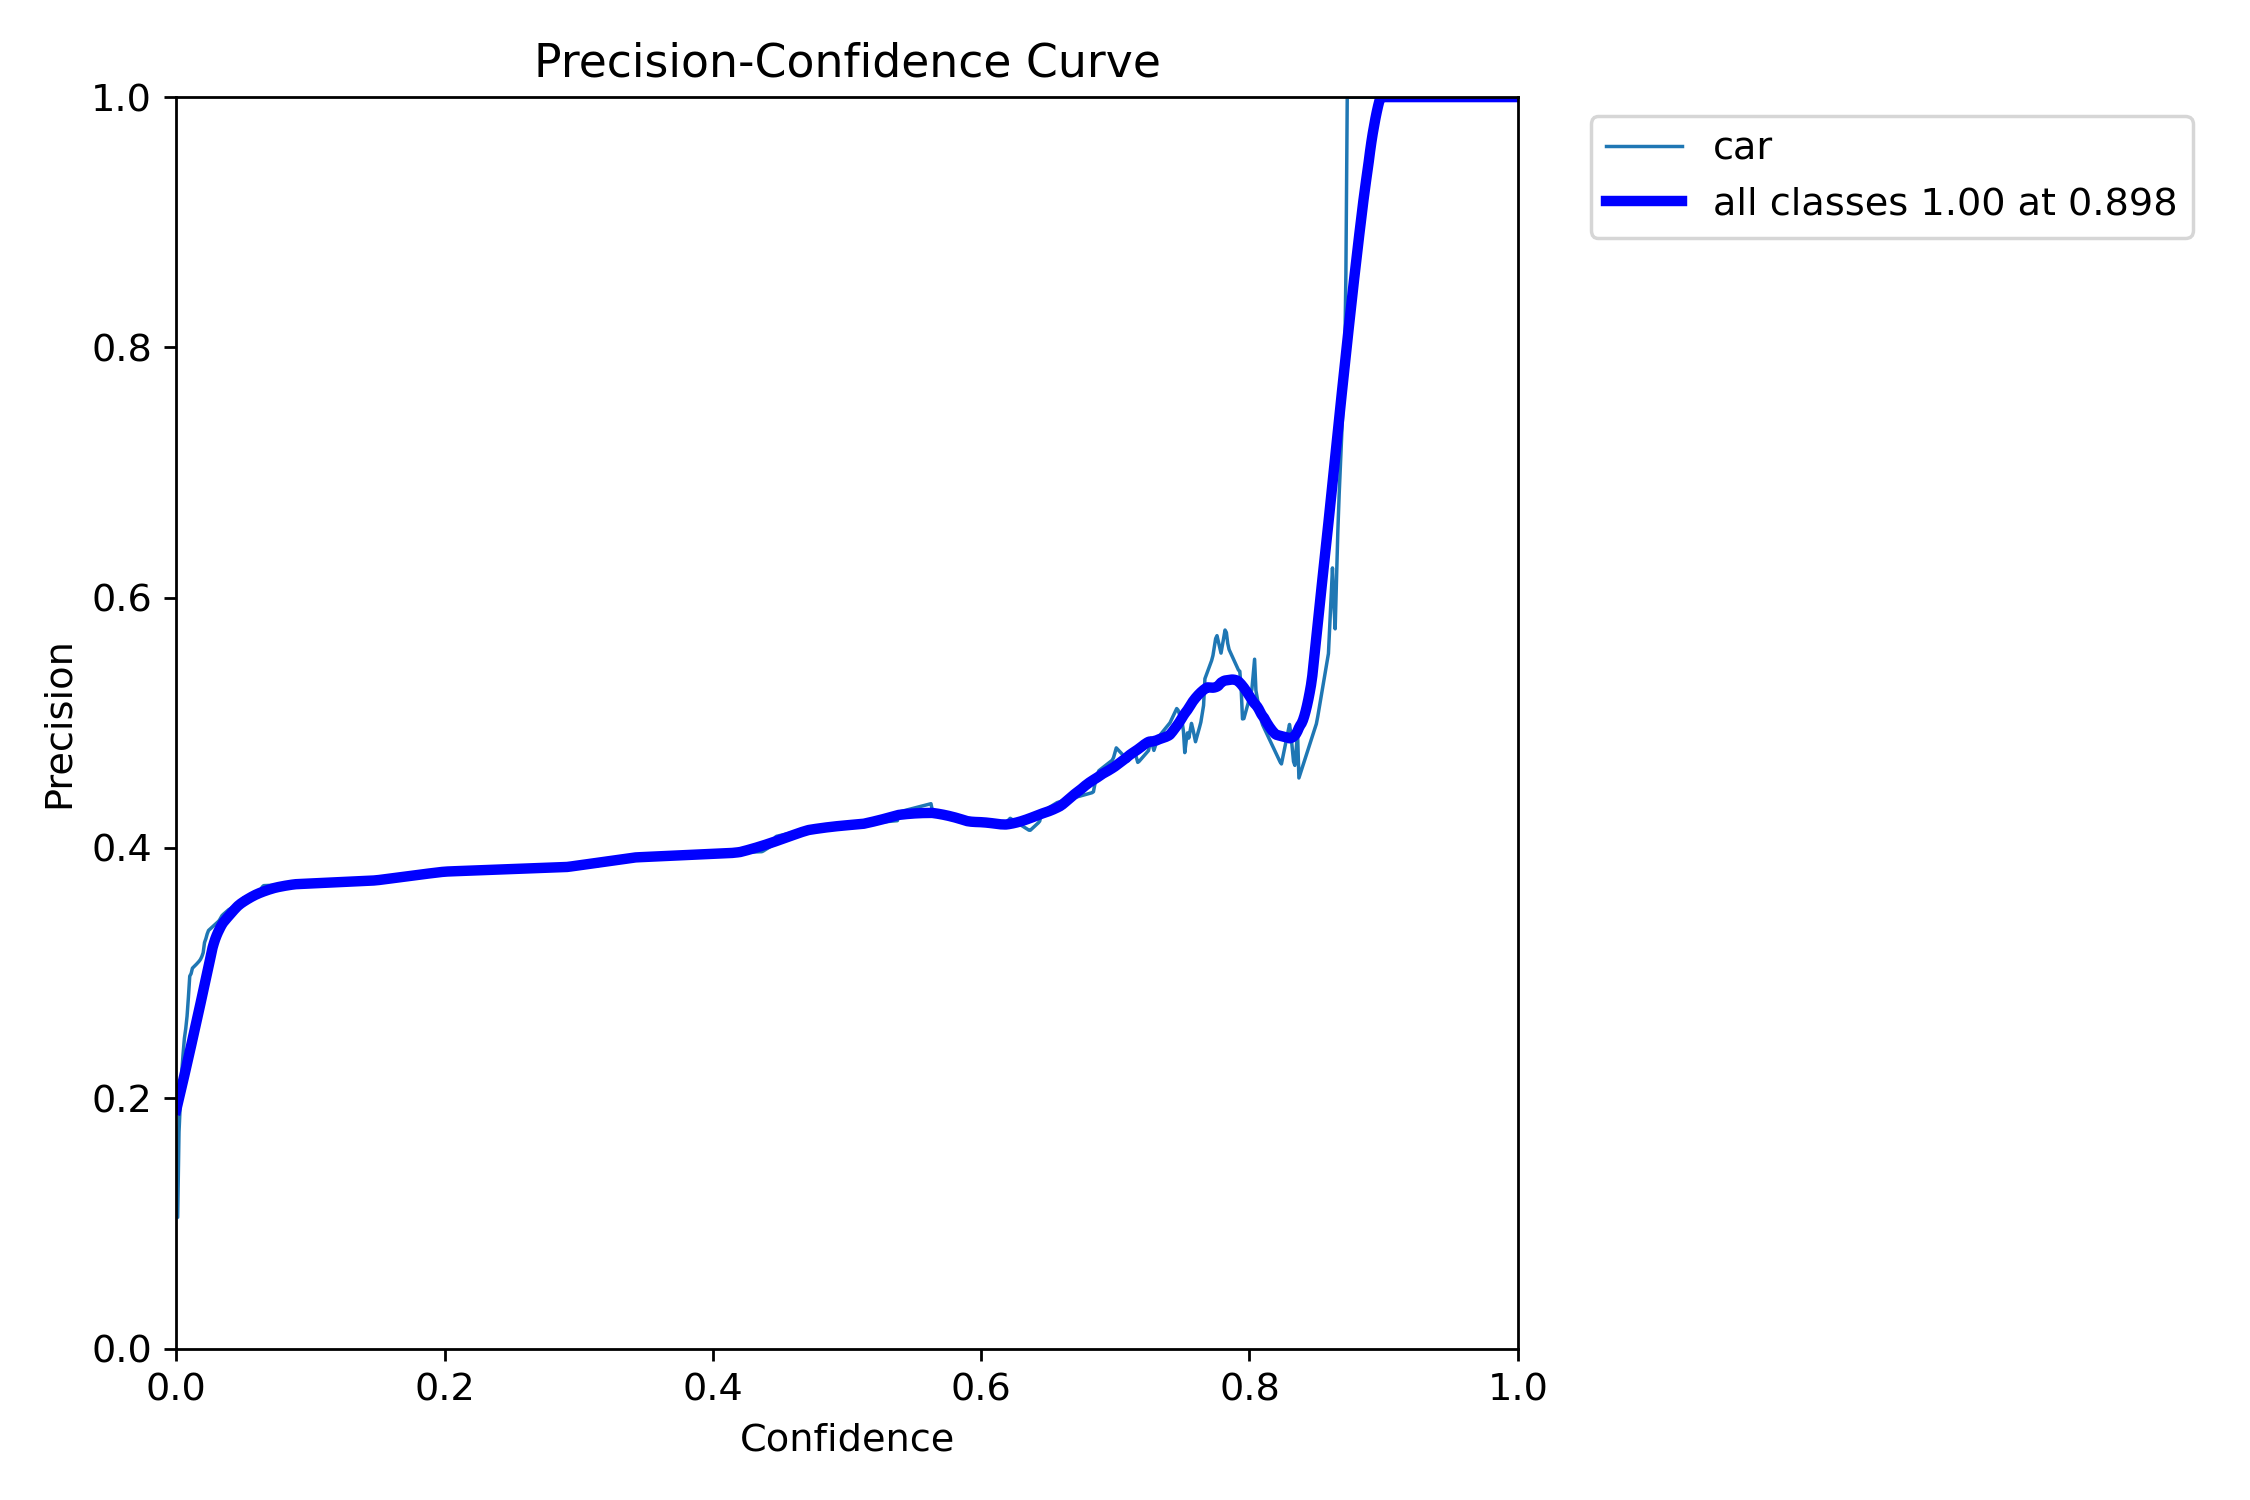 Precision-Confidence Curve
car
all classes 1.00 at 0.898
1.0
0.8
0.6
0.4
0.2
0.0
Precision
0.0 0.2 0.4 0.6 0.8 1.0
Confidence